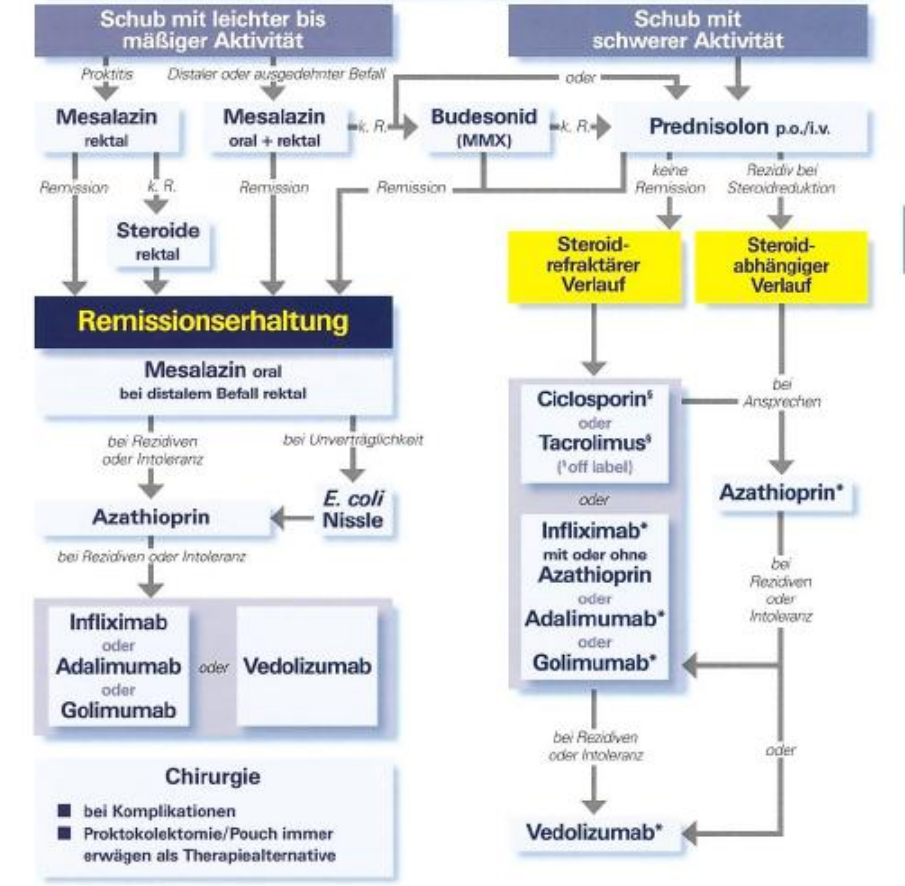 Schub mit leichter bis
mäßiger Aktivität
Schub mit
schwerer Aktivität
Proktitis
Distaler oder ausgedehnter Befall
oder
Mesalazin
rektal
Mesalazin
oral + rektal
k. R.
Budesonid
(MMX)
k. R.
Prednisolon p.o./i.v.
Remission
k. R.
Remission
Remission
keine
Remission
Rezidiv bei
Steroidreduktion
Steroide
rektal
Steroid-
refraktärer
Verlauf
Steroid-
abhängiger
Verlauf
Remissionserhaltung
Mesalazin oral
bei distalem Befall rektal
bei Rezidiven
oder Intoleranz
bei Unverträglichkeit
Azathioprin
E. coli
Nissle
bei Rezidiven oder Intoleranz
Infliximab
oder
Adalimumab
oder
Golimumab
oder
Vedolizumab
Chirurgie
■ bei Komplikationen
■ Proktokolektomie/Pouch immer
erwägen als Therapiealternative
Ciclosporin§
oder
Tacrolimus§
(§off label)
oder
Infliximab*
mit oder ohne
Azathioprin
oder
Adalimumab*
oder
Golimumab*
bei
Ansprechen
Azathioprin*
bei
Rezidiven
oder
Intoleranz
bei Rezidiven
oder Intoleranz
oder
Vedolizumab*